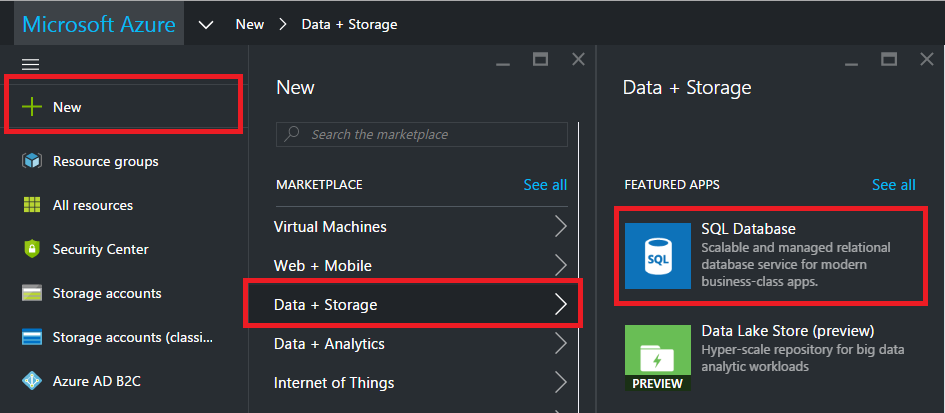 Microsoft Azure
New > Data + Storage
New
Resource groups
All resources
Security Center
Storage accounts
Storage accounts (classi...
Azure AD B2C
New
Search the marketplace
MARKETPLACE See all
Virtual Machines
Web + Mobile
Data + Storage
Data + Analytics
Internet of Things
Data + Storage
FEATURED APPS See all
SQL
SQL Database
Scalable and managed relational
database service for modern
business-class apps.
PREVIEW
Data Lake Store (preview)
Hyper-scale repository for big data
analytic workloads